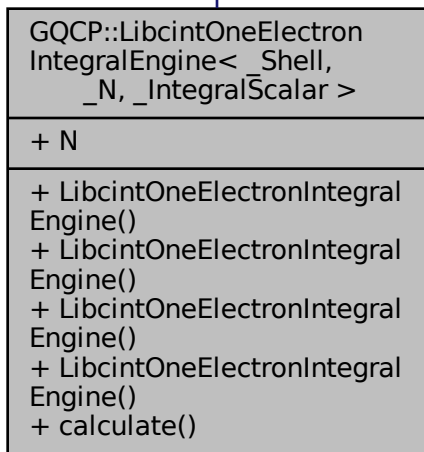 GQCP::LibcintOneElectron
IntegralEngine< _Shell,
_N, _IntegralScalar >
+ N
+ LibcintOneElectronIntegral
Engine()
+ LibcintOneElectronIntegral
Engine()
+ LibcintOneElectronIntegral
Engine()
+ LibcintOneElectronIntegral
Engine()
+ calculate()